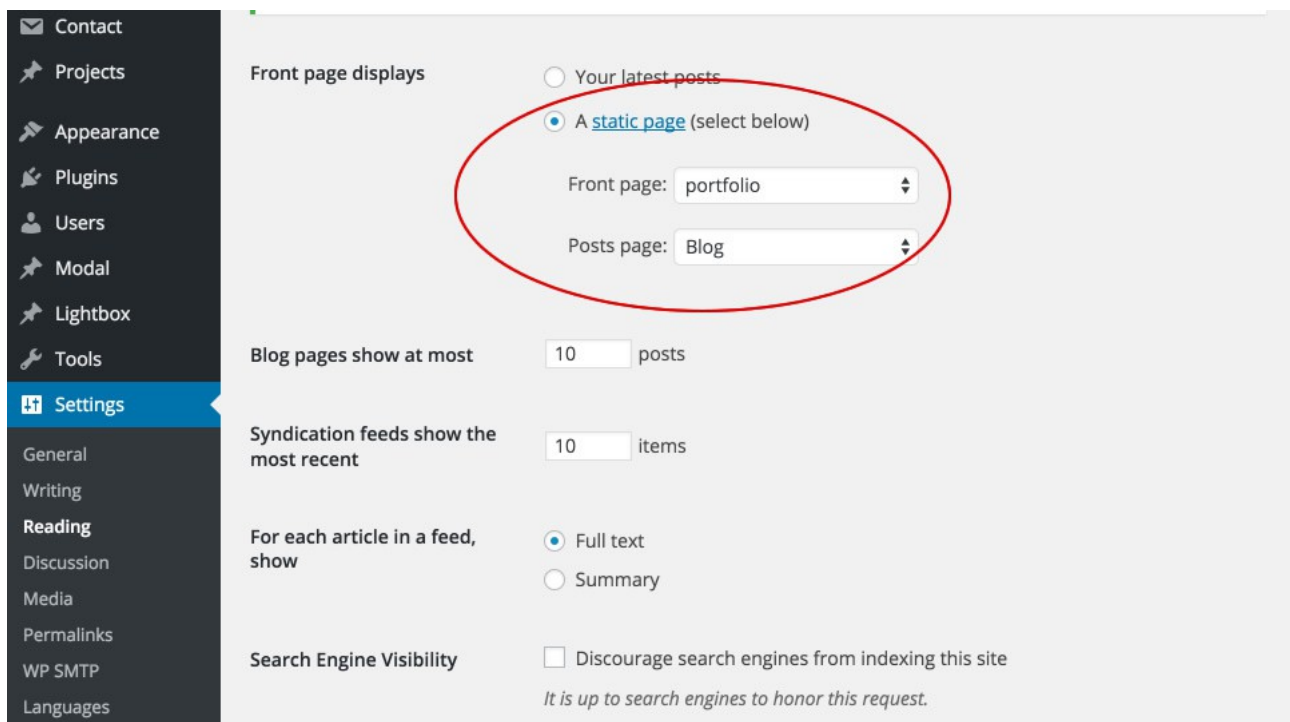 Contact
Projects
Appearance
Plugins
Users
Modal
Lightbox
Tools
Settings
General
Writing
Reading
Discussion
Media
Permalinks
WP SMTP
Languages
Front page displays
Your latest posts
A static page (select below)
Front page: portfolio
Posts page: Blog
Blog pages show at most
10 posts
Syndication feeds show the
most recent
10 items
For each article in a feed,
show
Full text
Summary
Search Engine Visibility
Discourage search engines from indexing this site
It is up to search engines to honor this request.